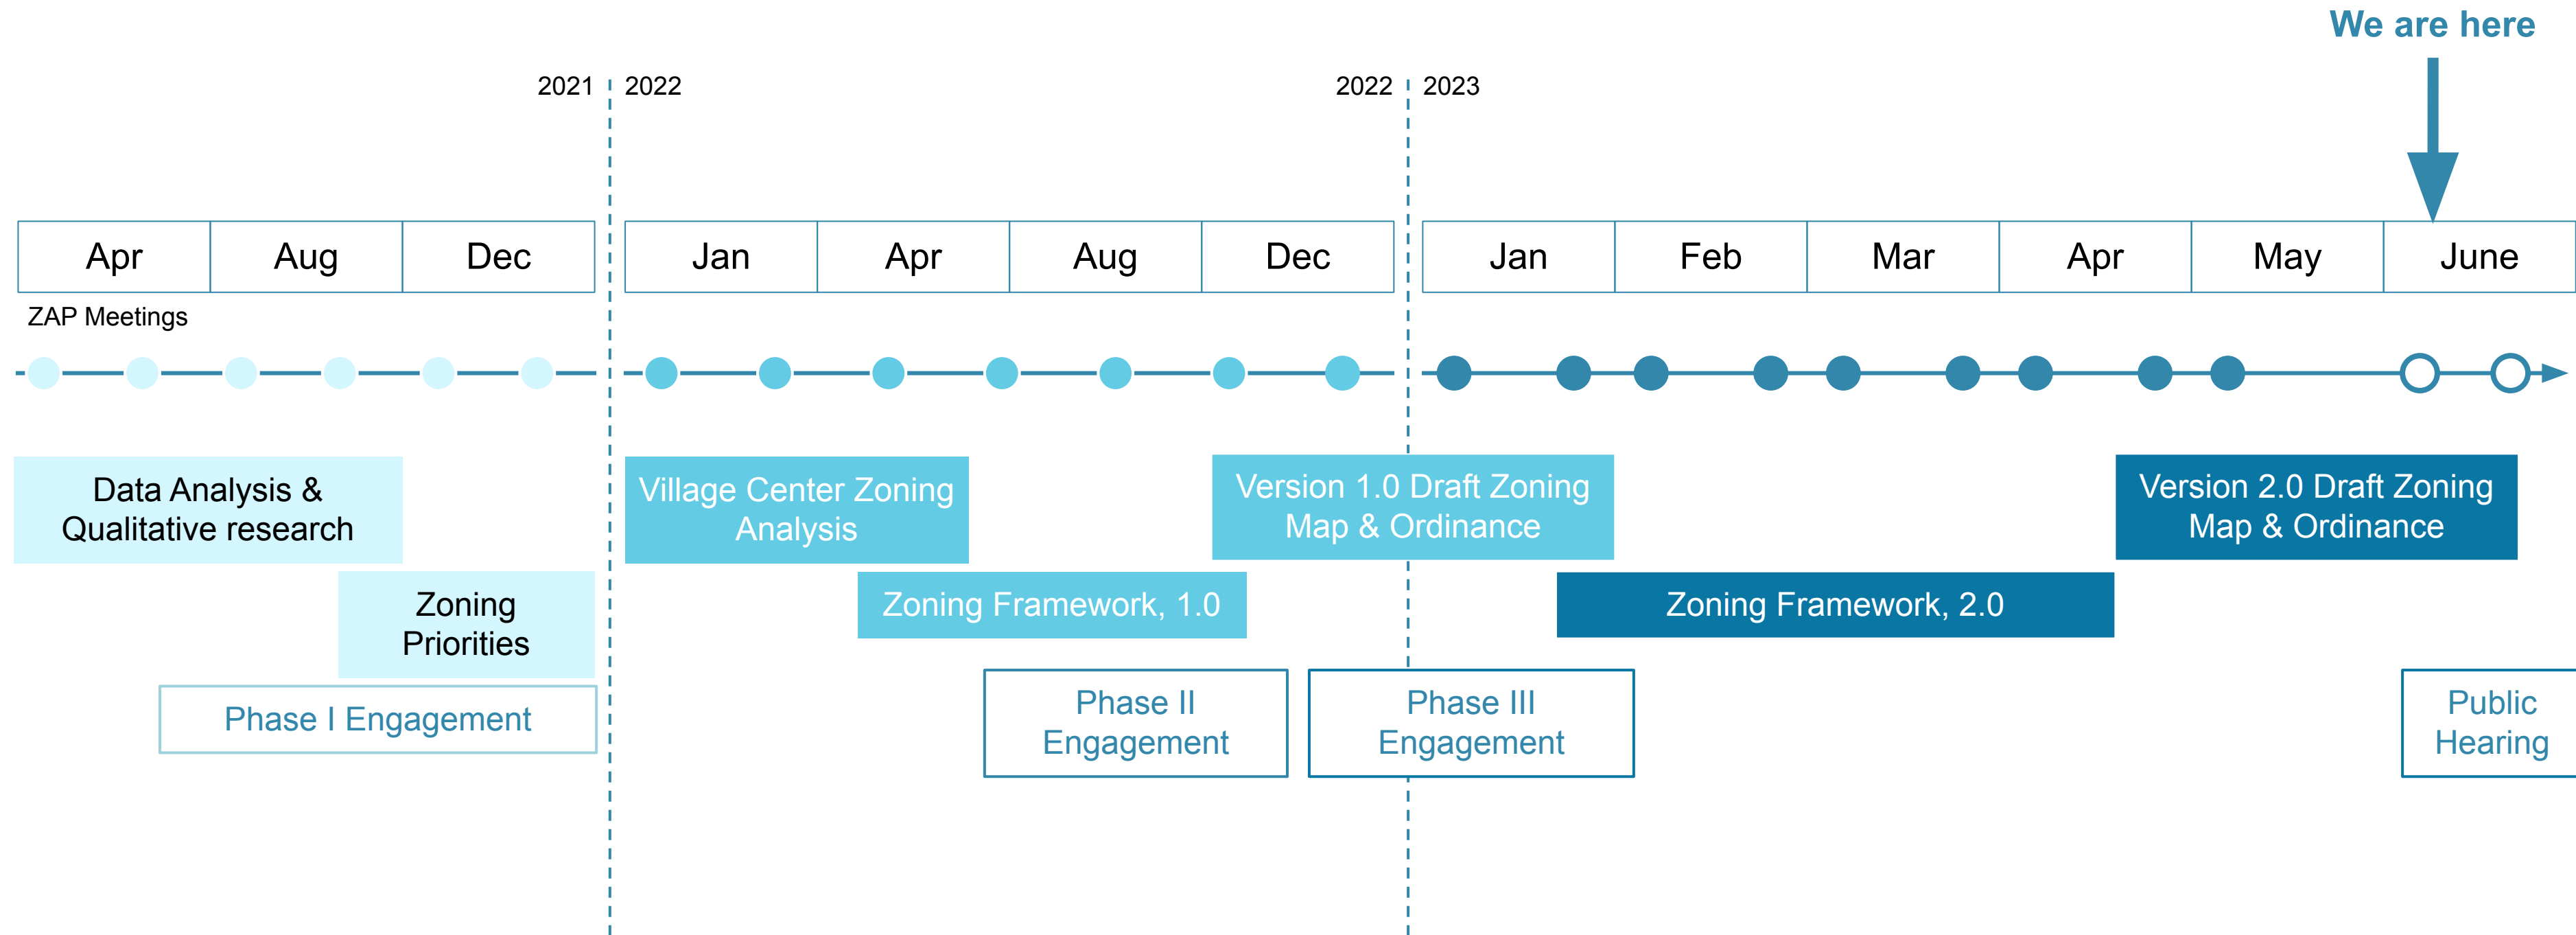 We are here
2021
2022
2022
2023
Apr
Aug
Dec
Jan
Apr
Aug
Dec
Jan
Feb
Mar
Apr
May
June
ZAP Meetings
Data Analysis &
Qualitative research
Village Center Zoning
Analysis
Version 1.0 Draft Zoning
Map & Ordinance
Version 2.0 Draft Zoning
Map & Ordinance
Zoning
Priorities
Zoning Framework, 1.0
Zoning Framework, 2.0
Phase I Engagement
Phase II
Engagement
Phase III
Engagement
Public
Hearing